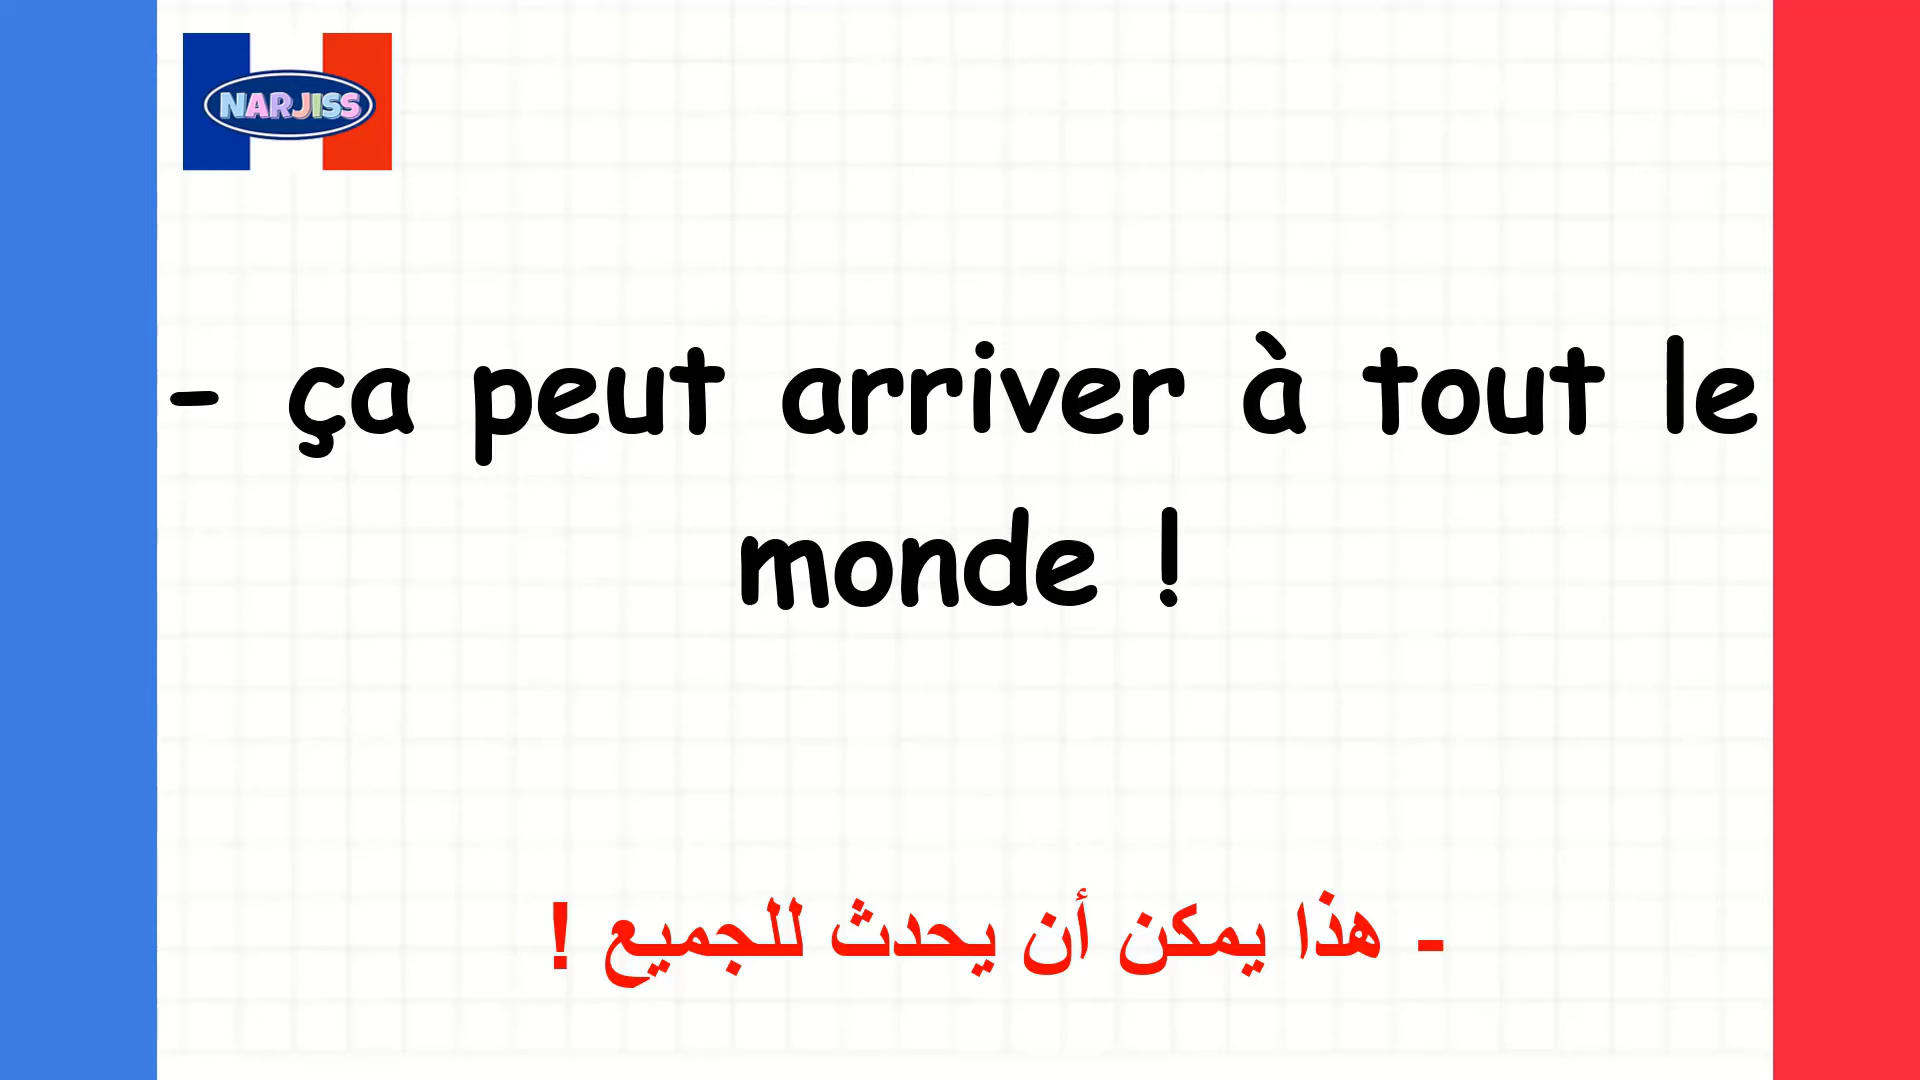 NARJISS
- ça peut arriver à tout le
monde !
- هذا يمكن أن يحدث للجميع !